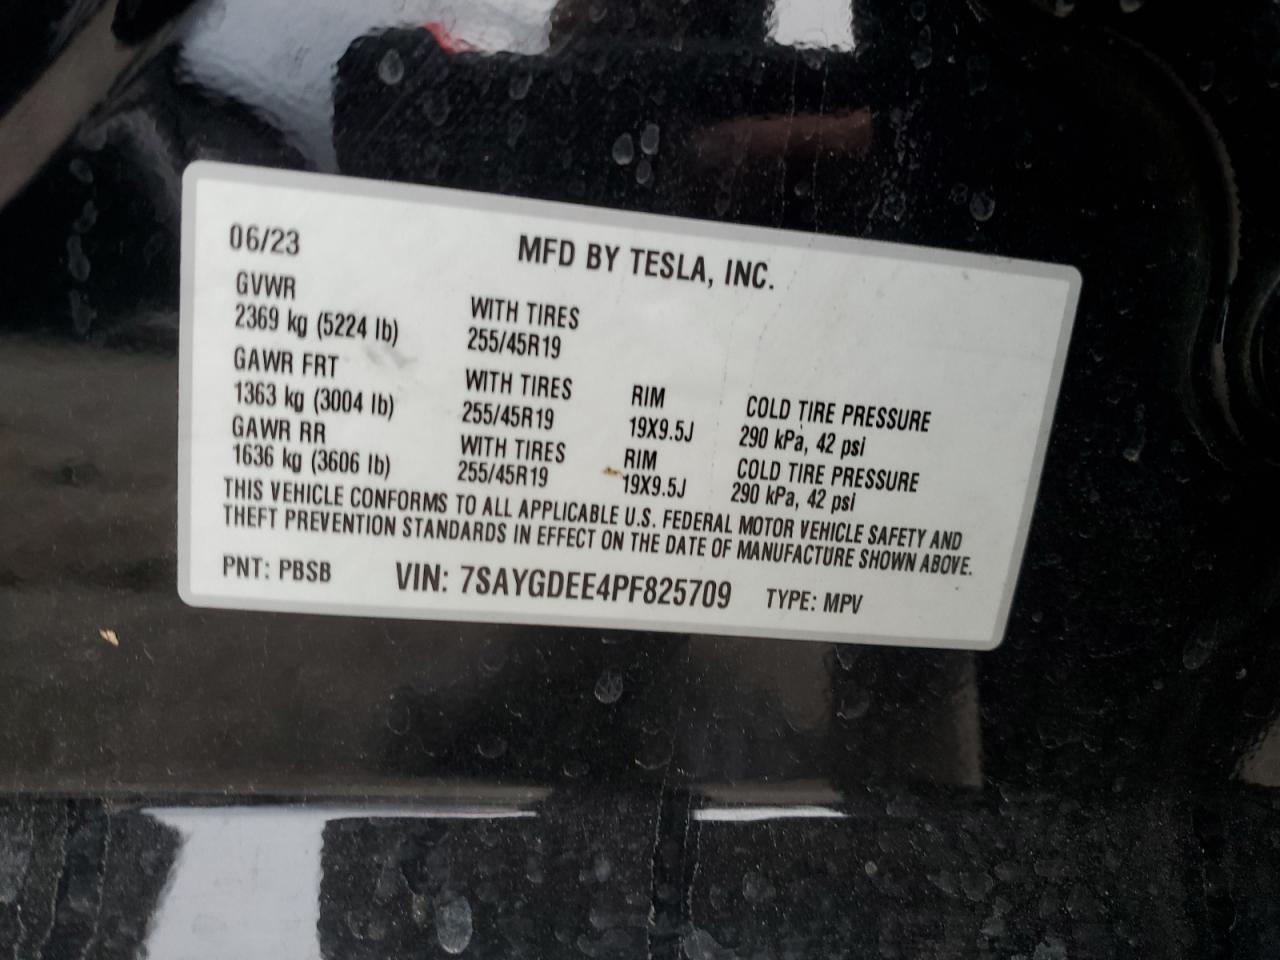 06/23 MFD BY TESLA, INC.
GVWR
2369 kg (5224 lb) WITH TIRES
255/45R19
GAWR FRT WITH TIRES RIM COLD TIRE PRESSURE
1363 kg (3004 lb) 255/45R19 19X9.5J 290 kPa, 42 psi
GAWR RR WITH TIRES RIM COLD TIRE PRESSURE
1636 kg (3606 lb) 255/45R19 19X9.5J 290 kPa, 42 psi
THIS VEHICLE CONFORMS TO ALL APPLICABLE U.S. FEDERAL MOTOR VEHICLE SAFETY AND
THEFT PREVENTION STANDARDS IN EFFECT ON THE DATE OF MANUFACTURE SHOWN ABOVE.
PNT: PBSB VIN: 7SAYGDEE4PF825709 TYPE: MPV